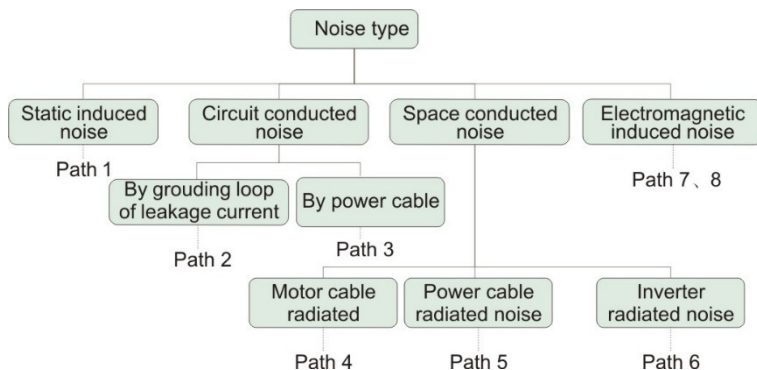 Noise type
Static induced
noise
Circuit conducted
noise
Space conducted
noise
Electromagnetic
induced noise
Path 1
Path 7、8
By grouding loop
of leakage current
By power cable
Path 2
Path 3
Motor cable
radiated
Power cable
radiated noise
Inverter
radiated noise
Path 4
Path 5
Path 6